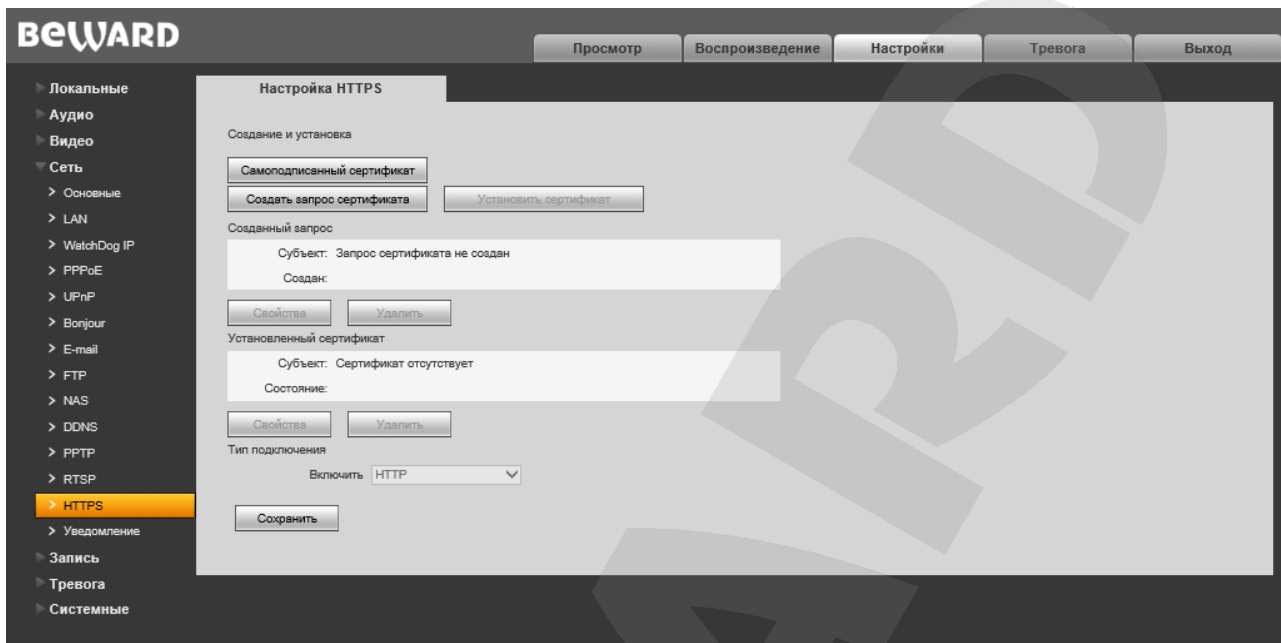 BEWARD
Просмотр Воспроизведение Настройки Тревога Выход
Локальные
Аудио
Видео
Сеть
Основные
LAN
WatchDog IP
PPPoE
UPnP
Bonjour
E-mail
FTP
NAS
DDNS
PPTP
RTSP
HTTPS
Уведомление
Запись
Тревога
Системные
Настройка HTTPS
Создание и установка
Самоподписанный сертификат
Создать запрос сертификата Установить сертификат
Созданный запрос
Субъект: Запрос сертификата не создан
Создан:
Свойства Удалить
Установленный сертификат
Субъект: Сертификат отсутствует
Состояние:
Свойства Удалить
Тип подключения
Включить HTTP
Сохранить
ARD